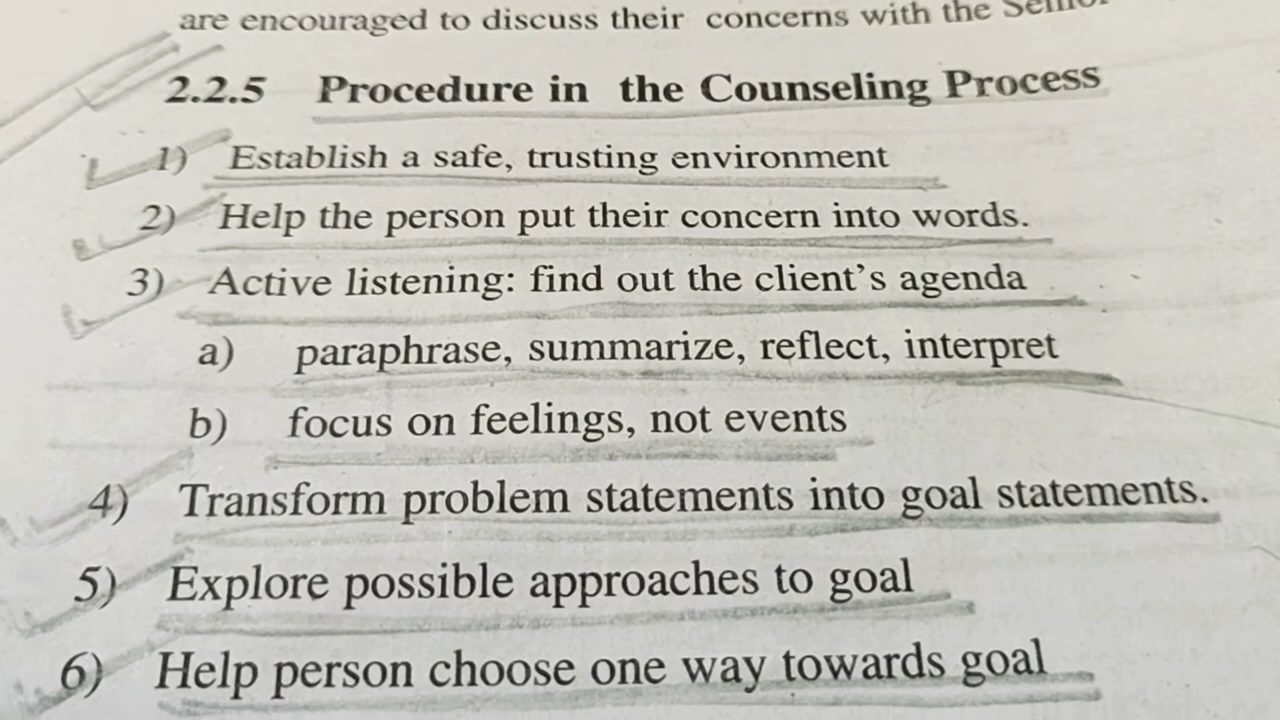 are encouraged to discuss their concerns with the Senior
2.2.5 Procedure in the Counseling Process
1) Establish a safe, trusting environment
2) Help the person put their concern into words.
3) Active listening: find out the client's agenda
a) paraphrase, summarize, reflect, interpret
b) focus on feelings, not events
4) Transform problem statements into goal statements.
5) Explore possible approaches to goal
6) Help person choose one way towards goal